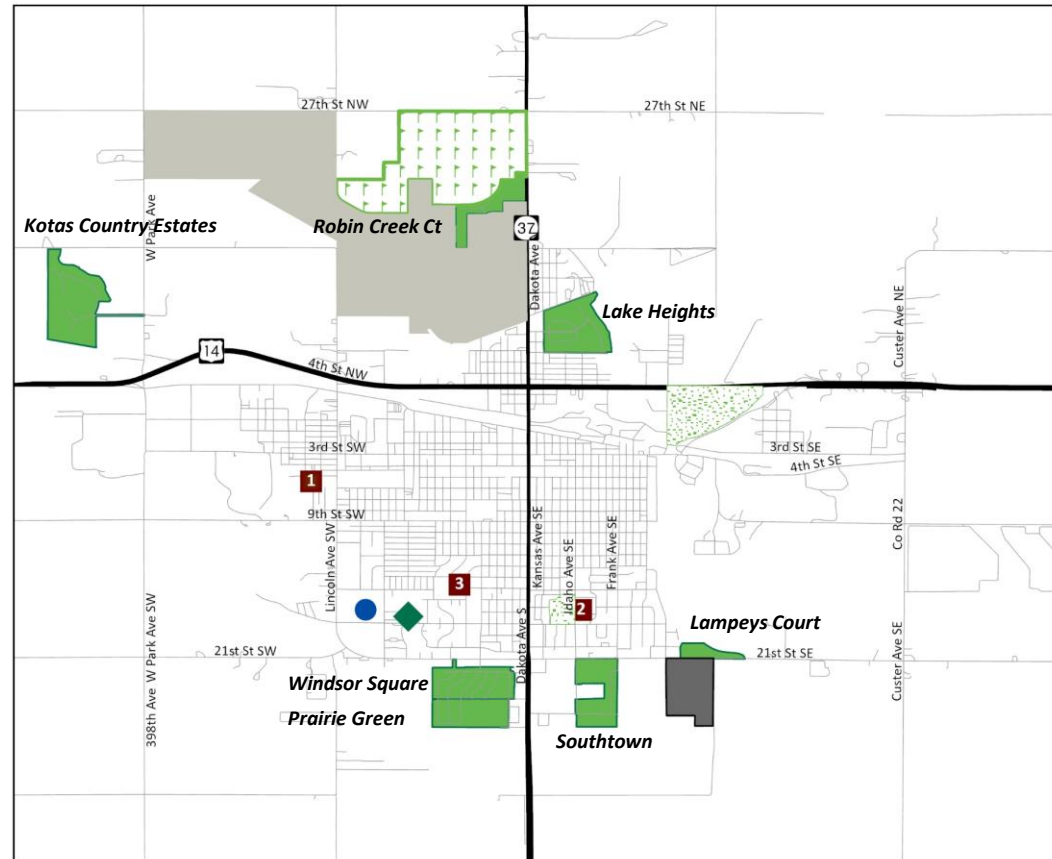 27th St NW
27th St NE
W Park Ave
Kotas Country Estates
Robin Creek Ct
37
Dakota Ave N
Lake Heights
Custer Ave NE
14
4th St NW
3rd St SW
3rd St SE
4th St SE
1
9th St SW
Lincoln Ave SW
Kansas Ave SE
Idaho Ave SE
Frank Ave SE
Co Rd 22
3
2
Lampeys Court
21st St SW
21st St SE
398th Ave W Park Ave SW
Windsor Square
Prairie Green
Dakota Ave S
Southtown
Custer Ave SE